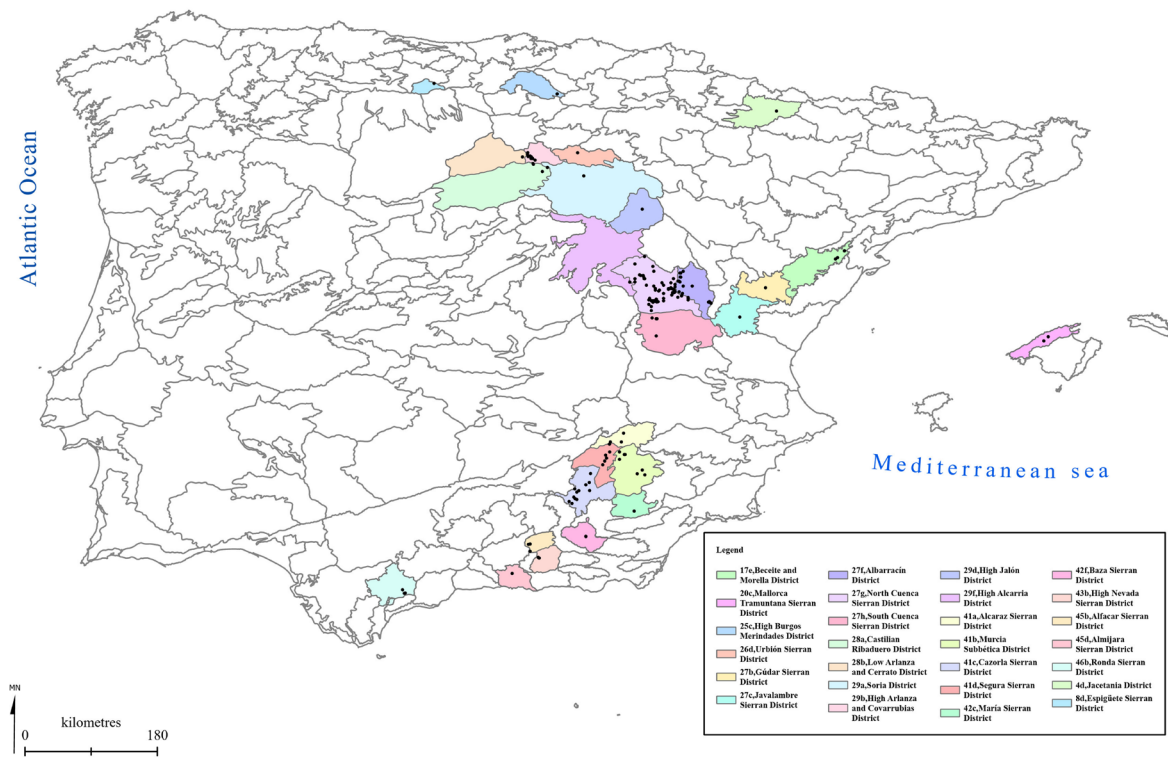 Atlantic Ocean
Mediterranean sea
Legend
17e,Beceite and
Morella District
20c,Mallorca
Tramuntana Sierran
District
25c,High Burgos
Merindades District
26d,Urbión Sierran
District
27b,Gúdar Sierran
District
27c,Javalambre
Sierran District
27f,Albarracín
District
27g,North Cuenca
Sierran District
27h,South Cuenca
Sierran District
28a,Castilian
Ribaduero District
28b,Low Arlanza
and Cerrato District
29a,Soria District
29b,High Arlanza
and Covarrubias
District
29d,High Jalón
District
29f,High Alcarria
District
41a,Alcaraz Sierran
District
41b,Murcia
Subbética District
41c,Cazorla Sierran
District
41d,Segura Sierran
District
42c,María Sierran
District
42f,Baza Sierran
District
43b,High Nevada
Sierran District
45b,Alfacar Sierran
District
45d,Almijara
Sierran District
46b,Ronda Sierran
District
4d,Jacetania District
8d,Espigüete Sierran
District
MN
kilometres
0
180